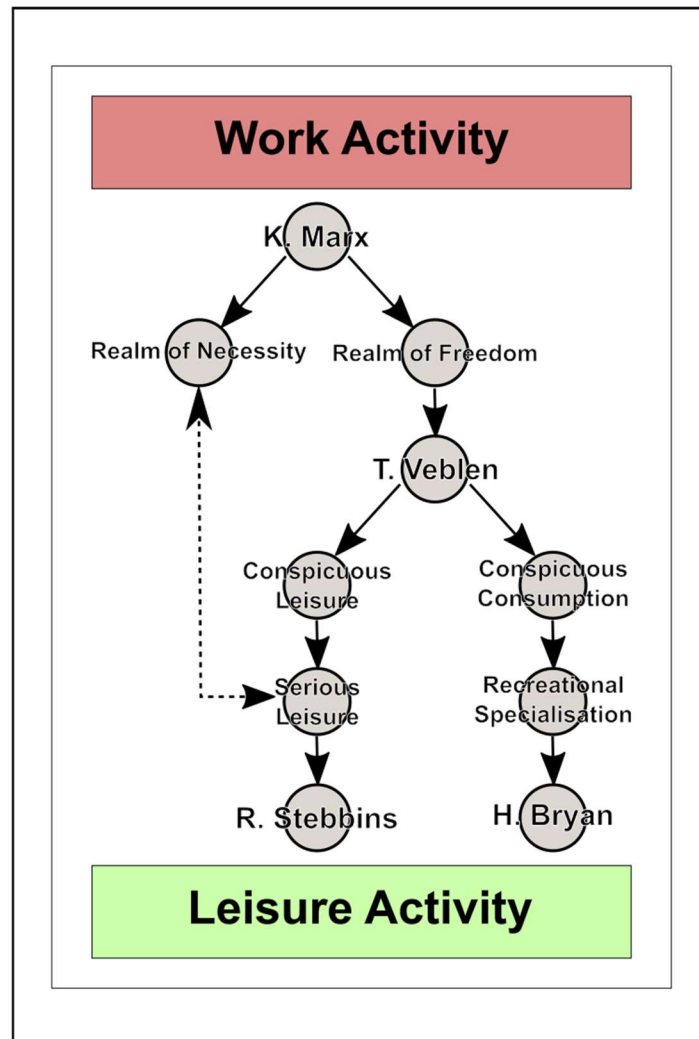 Work Activity
K. Marx
Realm of Necessity
Realm of Freedom
T. Veblen
Conspicuous
Leisure
Conspicuous
Consumption
Serious
Leisure
Recreational
Specialisation
R. Stebbins
H. Bryan
Leisure Activity